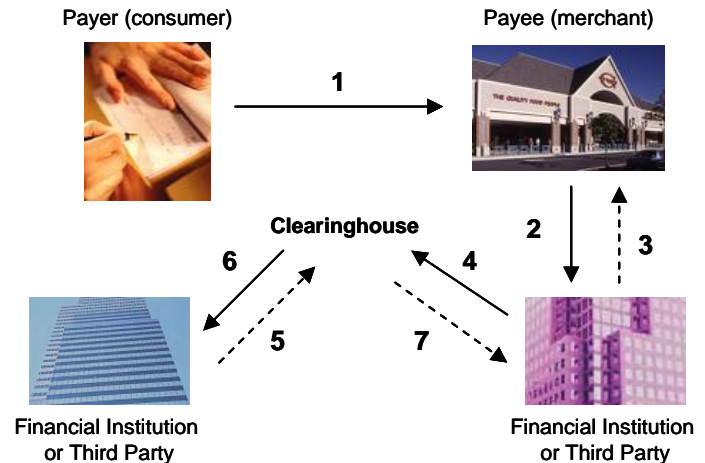 Payer (consumer)
Payee (merchant)
1
THE QUALITY FOOD PEOPLE
Clearinghouse
2
3
6
4
5
7
Financial Institution
or Third Party
Financial Institution
or Third Party